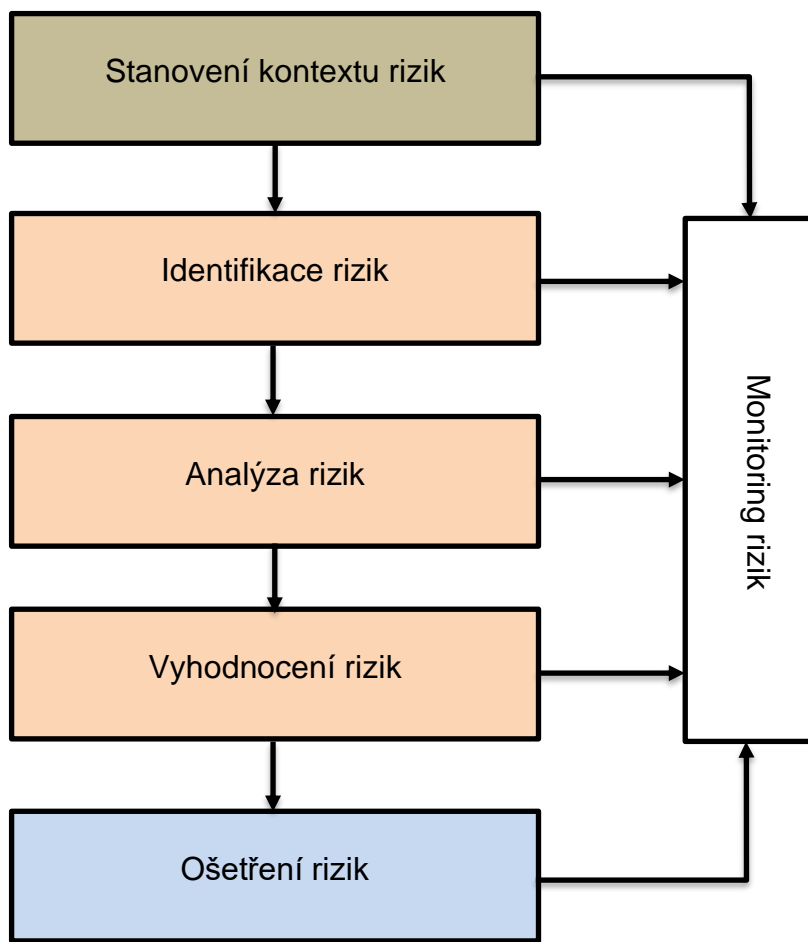 Stanovení kontextu rizik
Identifikace rizik
Analýza rizik
Vyhodnocení rizik
Ošetření rizik
Monitoring rizik